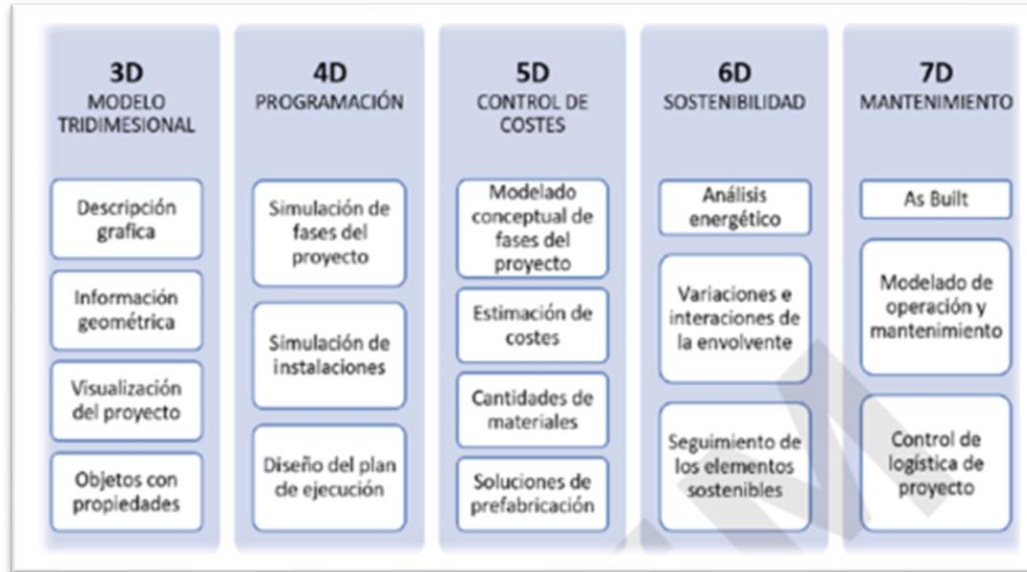 3D
MODELO
TRIDIMESIONAL
Descripción
grafica
Información
geométrica
Visualización
del proyecto
Objetos con
propiedades
4D
PROGRAMACIÓN
Simulación de
fases del
proyecto
Simulación de
instalaciones
Diseño del plan
de ejecución
5D
CONTROL DE
COSTES
Modelado
conceptual de
fases del
proyecto
Estimación de
costes
Cantidades de
materiales
Soluciones de
prefabricación
6D
SOSTENIBILIDAD
Análisis
energético
Variaciones e
interaciones de
la envolvente
Seguimiento de
los elementos
sostenibles
7D
MANTENIMIENTO
As Built
Modelado de
operación y
mantenimiento
Control de
logística de
proyecto